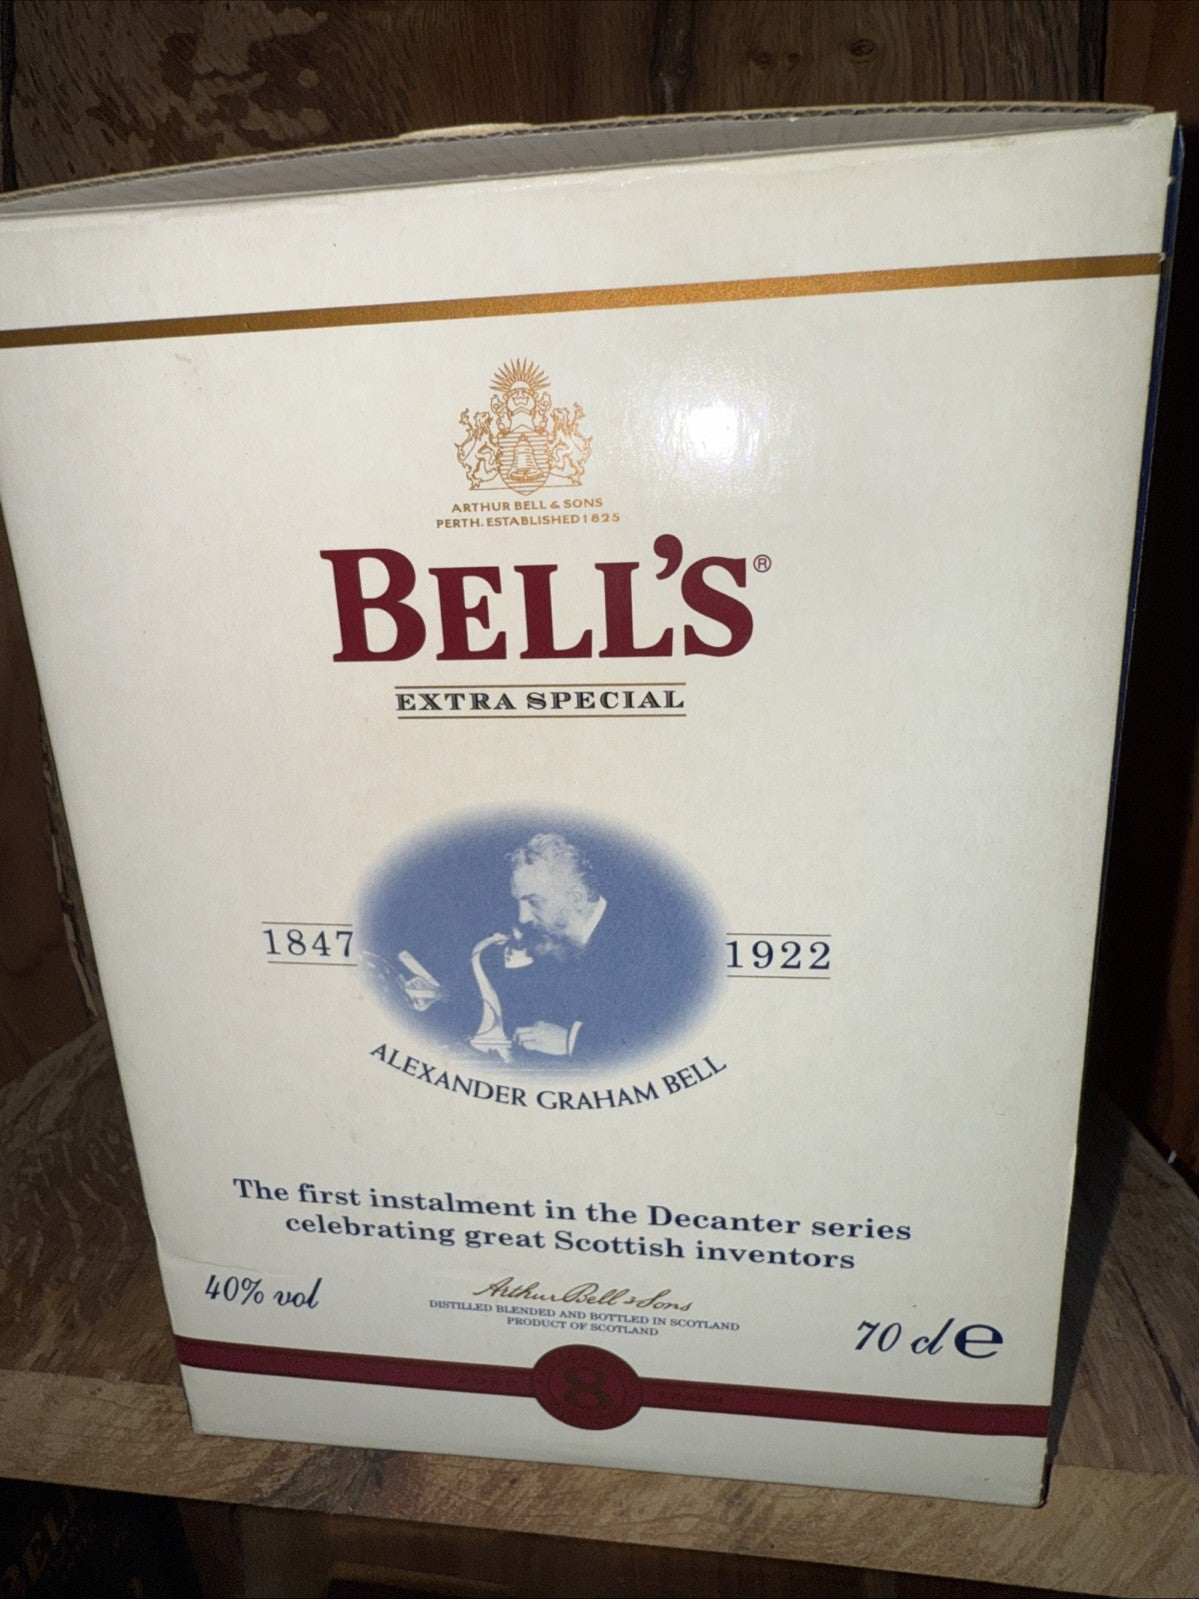 ARTHUR BELL & SONS
PERTH. ESTABLISHED 1825
BELL'S®
EXTRA SPECIAL
1847
1922
ALEXANDER GRAHAM BELL
The first instalment in the Decanter series
celebrating great Scottish inventors
40% vol
Arthur Bell & Sons
DISTILLED BLENDED AND BOTTLED IN SCOTLAND
PRODUCT OF SCOTLAND
70 cl e
8